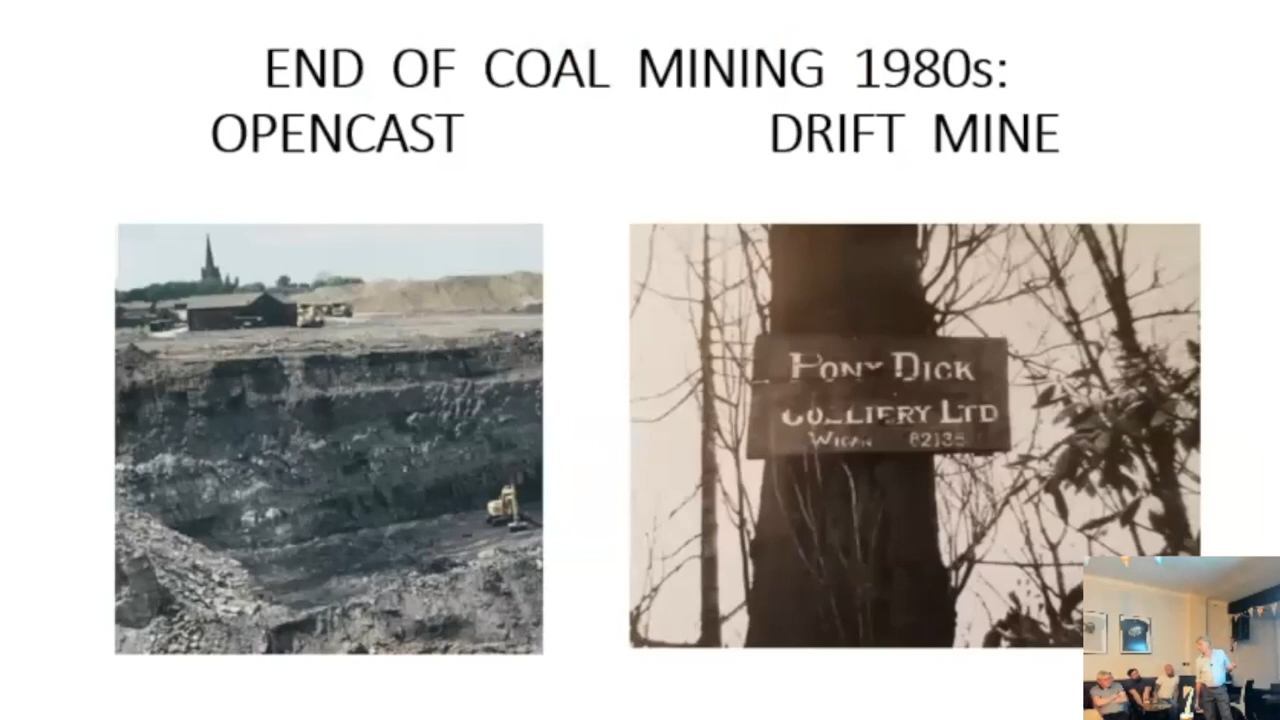 END OF COAL MINING 1980s:
OPENCAST DRIFT MINE
PONY DICK
COLLIERY LTD
WIGAN 82135